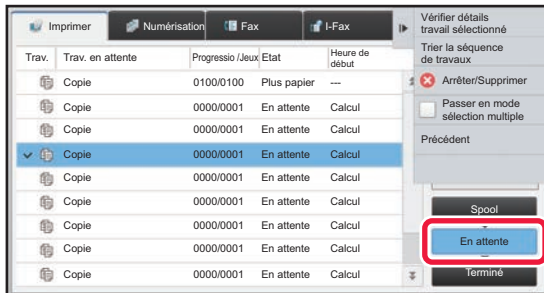 Imprimer
Numérisation
Fax
I-Fax
Trav.
Trav. en attente
Progressio /Jeux
Etat
Heure de
début
Copie 0100/0100 Plus papier ---
Copie 0000/0001 En attente Calcul
Copie 0000/0001 En attente Calcul
Copie 0000/0001 En attente Calcul
Copie 0000/0001 En attente Calcul
Copie 0000/0001 En attente Calcul
Copie 0000/0001 En attente Calcul
Copie 0000/0001 En attente Calcul
Copie 0000/0001 En attente Calcul
Vérifier détails
travail sélectionné
Trier la séquence
de travaux
Arrêter/Supprimer
Passer en mode
sélection multiple
Précédent
Spool
En attente
Terminé